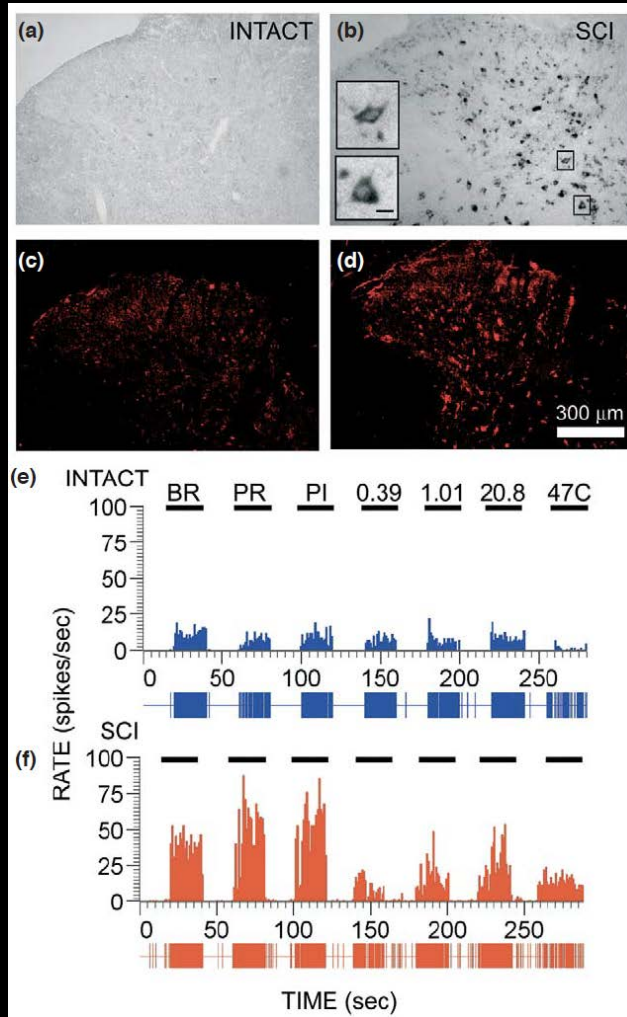 (a) INTACT
(b) SCI
(c)
(d)
300 μm
(e) INTACT
BR PR PI 0.39 1.01 20.8 47C
100
75
50
25
0
0 50 100 150 200 250
RATE (spikes/sec)
(f) SCI
100
75
50
25
0
0 50 100 150 200 250
TIME (sec)